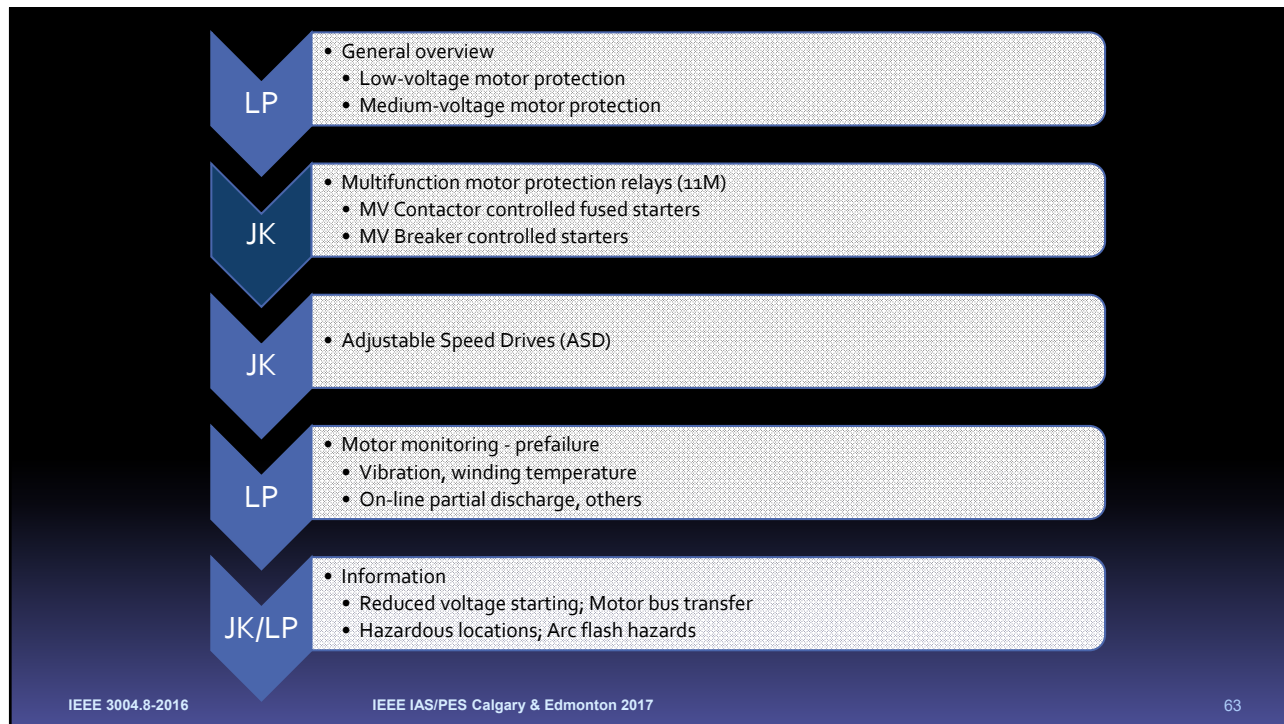 LP
• General overview
• Low-voltage motor protection
• Medium-voltage motor protection
JK
• Multifunction motor protection relays (11M)
• MV Contactor controlled fused starters
• MV Breaker controlled starters
JK
• Adjustable Speed Drives (ASD)
LP
• Motor monitoring - prefailure
• Vibration, winding temperature
• On-line partial discharge, others
JK/LP
• Information
• Reduced voltage starting; Motor bus transfer
• Hazardous locations; Arc flash hazards
IEEE 3004.8-2016
IEEE IAS/PES Calgary & Edmonton 2017
63